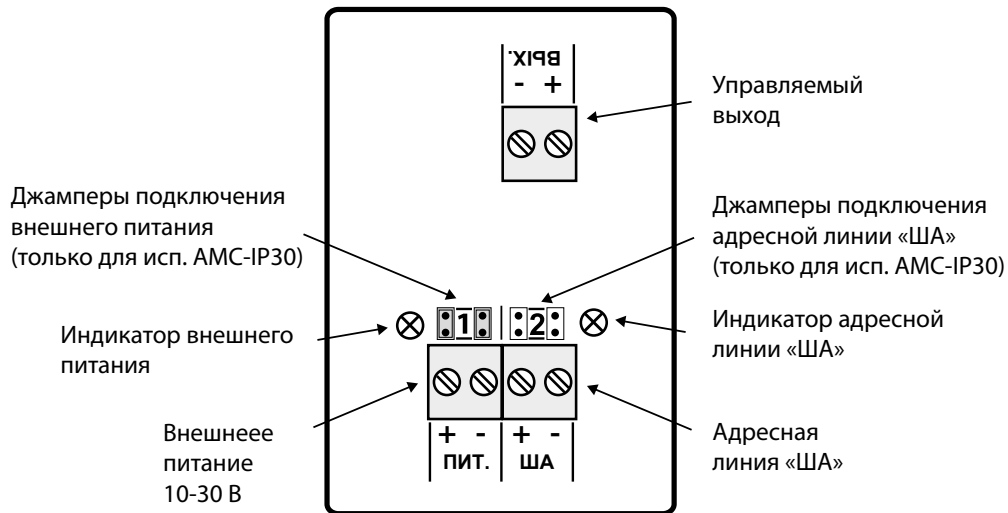 ВЫХ.
- +
Управляемый
выход
Джамперы подключения
внешнего питания
(только для исп. АМС-IP30)
Джамперы подключения
адресной линии «ША»
(только для исп. АМС-IP30)
1 2
Индикатор внешнего
питания
Индикатор адресной
линии «ША»
Внешнеее
питание
10-30 В
+ - + -
ПИТ. ША
Адресная
линия «ША»